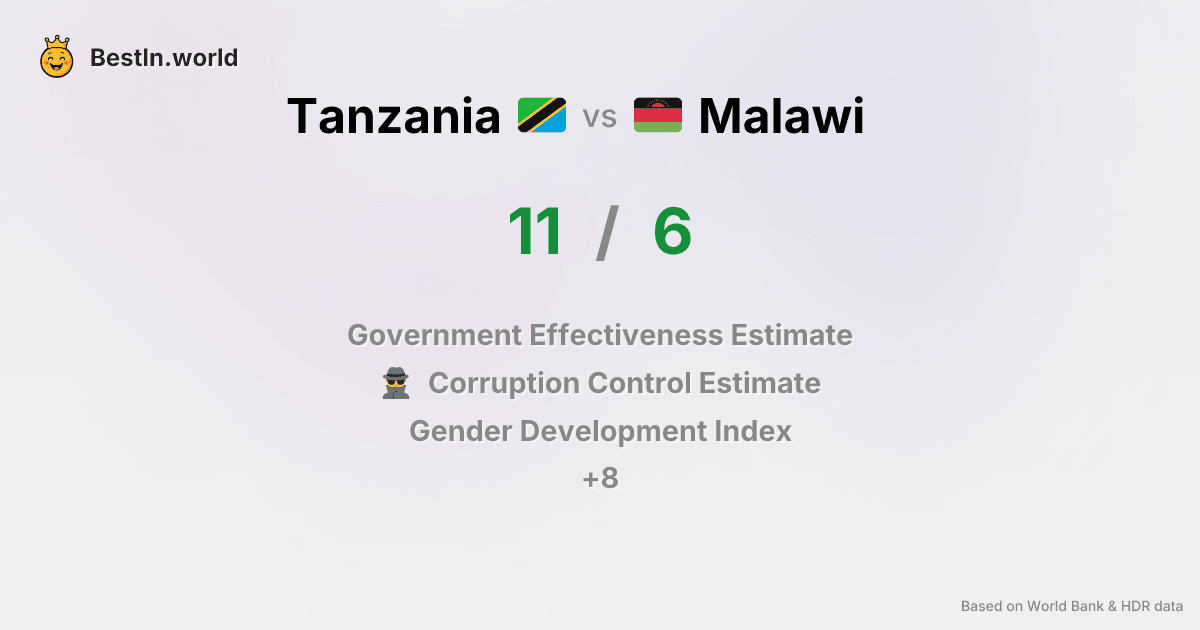 BestIn.world
Tanzania vs Malawi
11 / 6
Government Effectiveness Estimate
Corruption Control Estimate
Gender Development Index
+8
Based on World Bank & HDR data